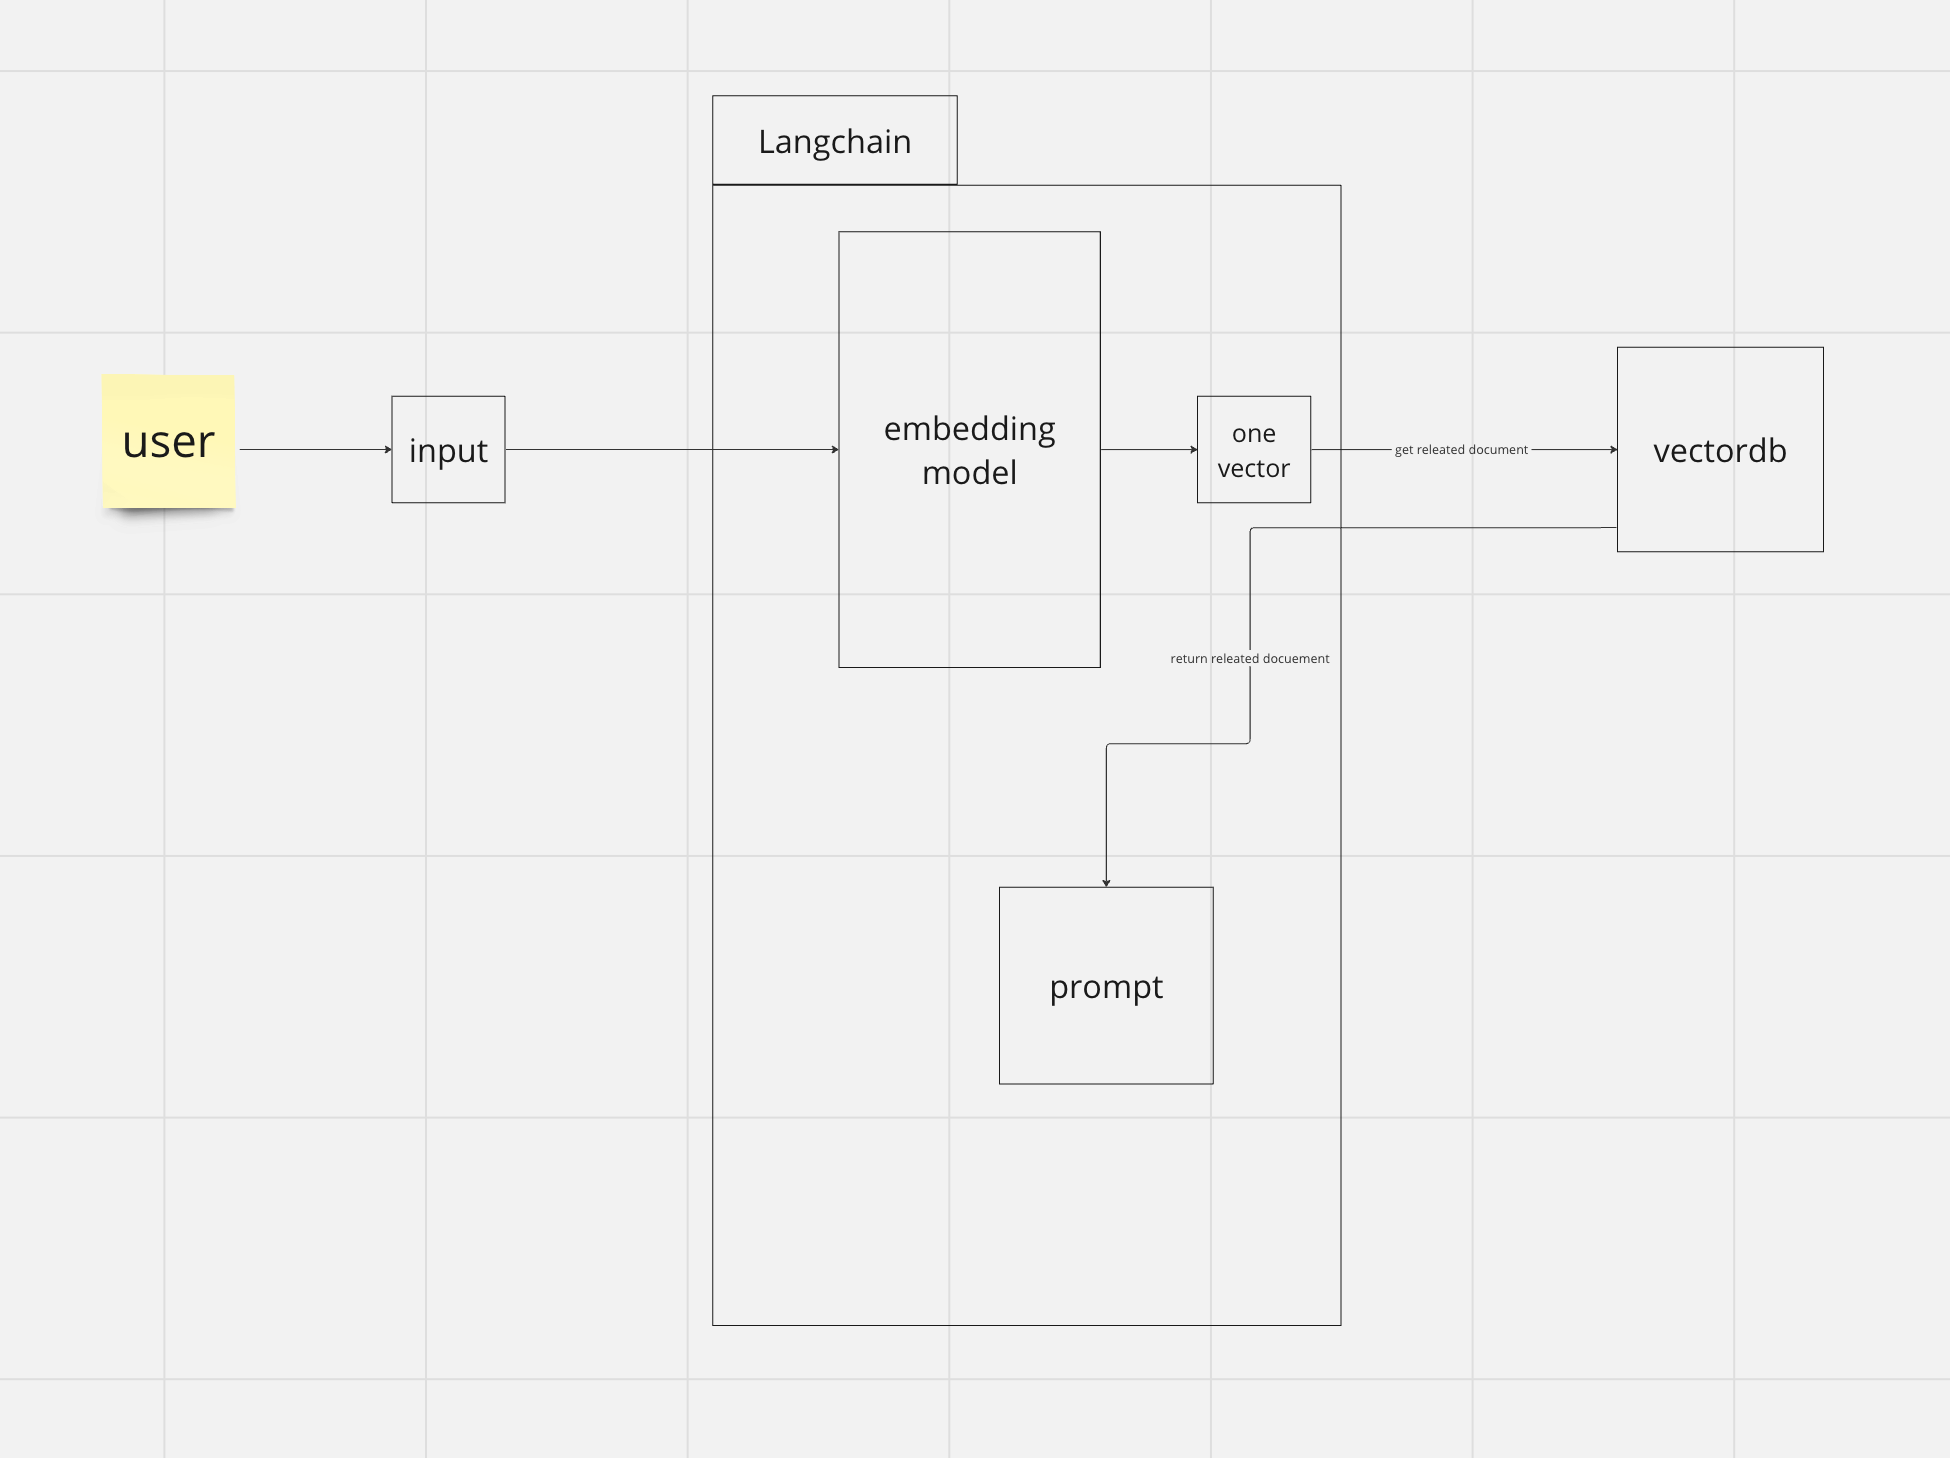 Langchain
user
input
embedding
model
one
vector
get releated document
vectordb
return releated docuement
prompt